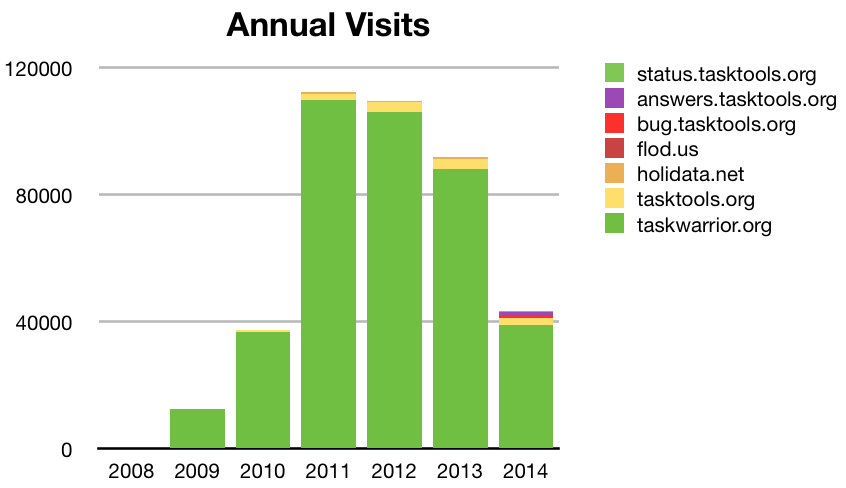 Annual Visits
120000
80000
40000
0
2008 2009 2010 2011 2012 2013 2014
status.tasktools.org
answers.tasktools.org
bug.tasktools.org
flod.us
holidata.net
tasktools.org
taskwarrior.org